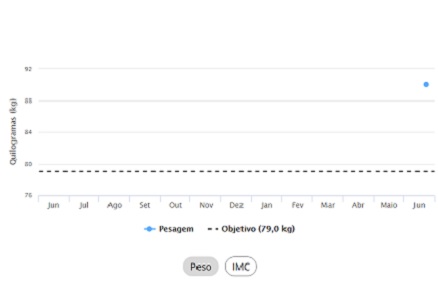 92
88
84
80
76
Quilogramas (kg)
Jun Jul Ago Set Out Nov Dez Jan Fev Mar Abr Maio Jun
Pesagem Objetivo (79,0 kg)
Peso IMC